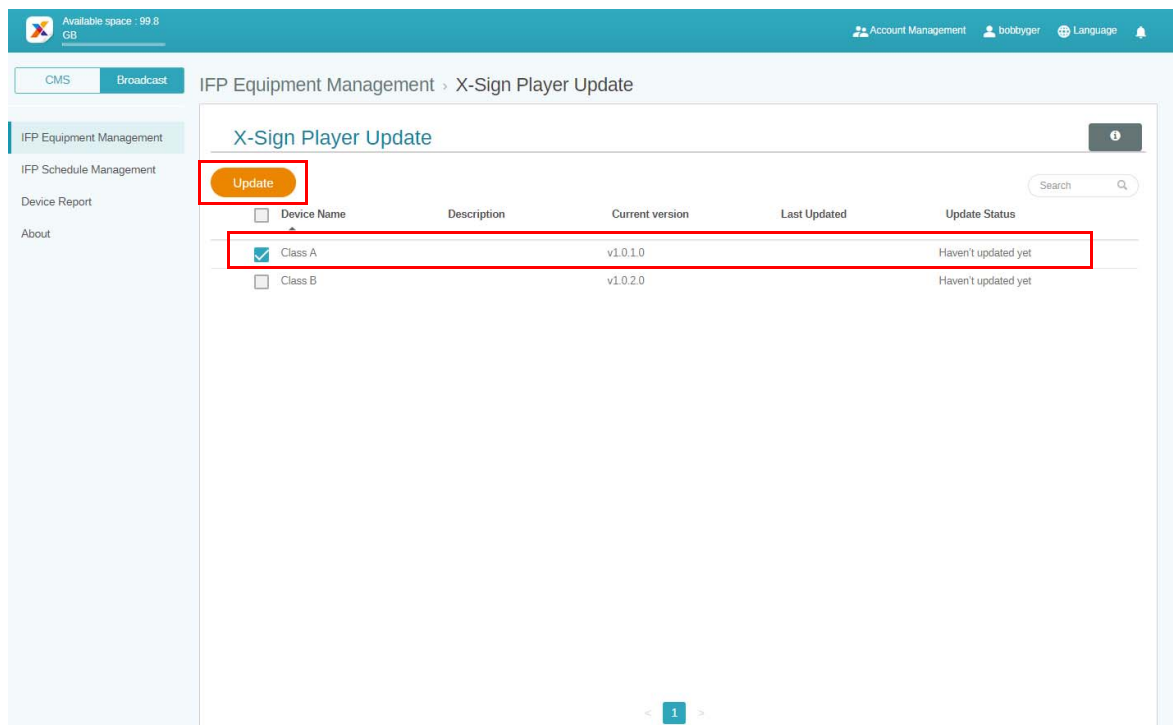 Available space : 99.8
GB
Account Management bobbyger Language
CMS Broadcast
IFP Equipment Management › X-Sign Player Update
IFP Equipment Management
IFP Schedule Management
Device Report
About
X-Sign Player Update
Update
Search
Device Name Description Current version Last Updated Update Status
Class A v1.0.1.0 Haven't updated yet
Class B v1.0.2.0 Haven't updated yet
< 1 >